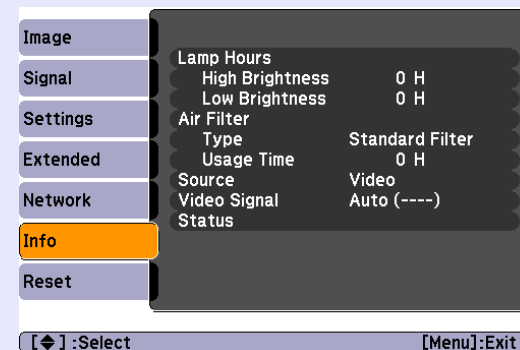 Image
Signal
Settings
Extended
Network
Info
Reset
Lamp Hours
High Brightness 0 H
Low Brightness 0 H
Air Filter
Type Standard Filter
Usage Time 0 H
Source Video
Video Signal Auto (----)
Status
[◆] :Select [Menu]:Exit